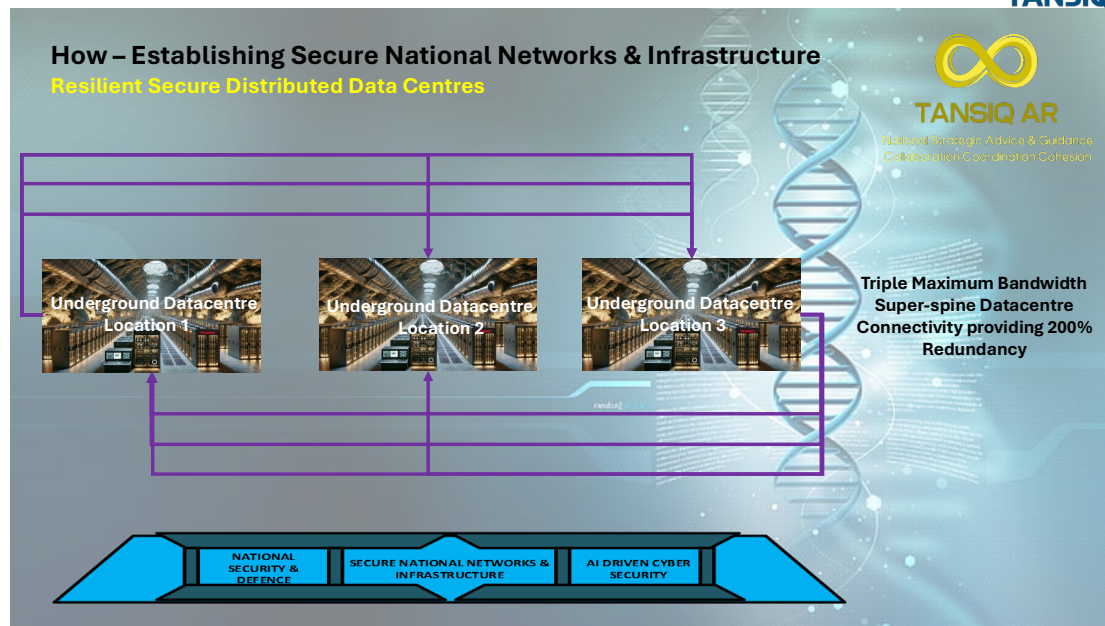 TANSIQ
How – Establishing Secure National Networks & Infrastructure
Resilient Secure Distributed Data Centres
TANSIQ AR
National Strategic Advice & Guidance
Collaboration Coordination Cohesion
Underground Datacentre
Location 1
Underground Datacentre
Location 2
Underground Datacentre
Location 3
Triple Maximum Bandwidth
Super-spine Datacentre
Connectivity providing 200%
Redundancy
NATIONAL
SECURITY &
DEFENCE
SECURE NATIONAL NETWORKS &
INFRASTRUCTURE
AI DRIVEN CYBER
SECURITY